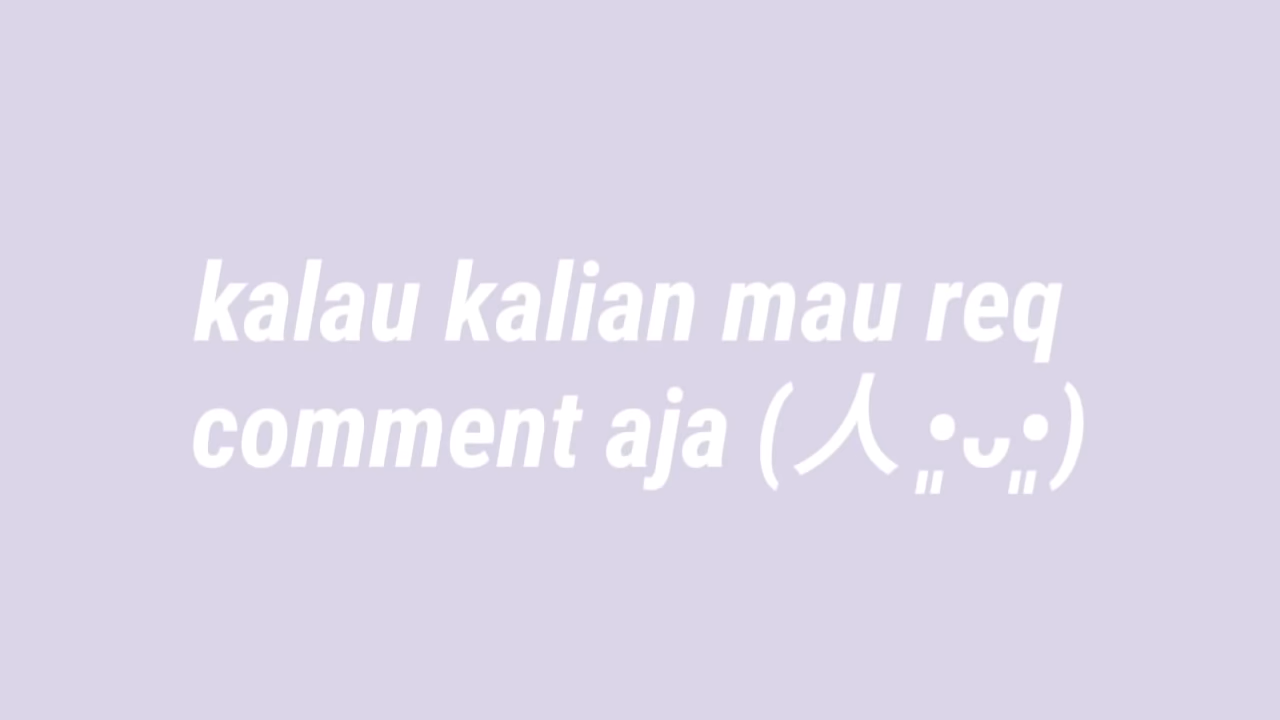 kalau kalian mau req
comment aja (人 •͈ᴗ•͈)